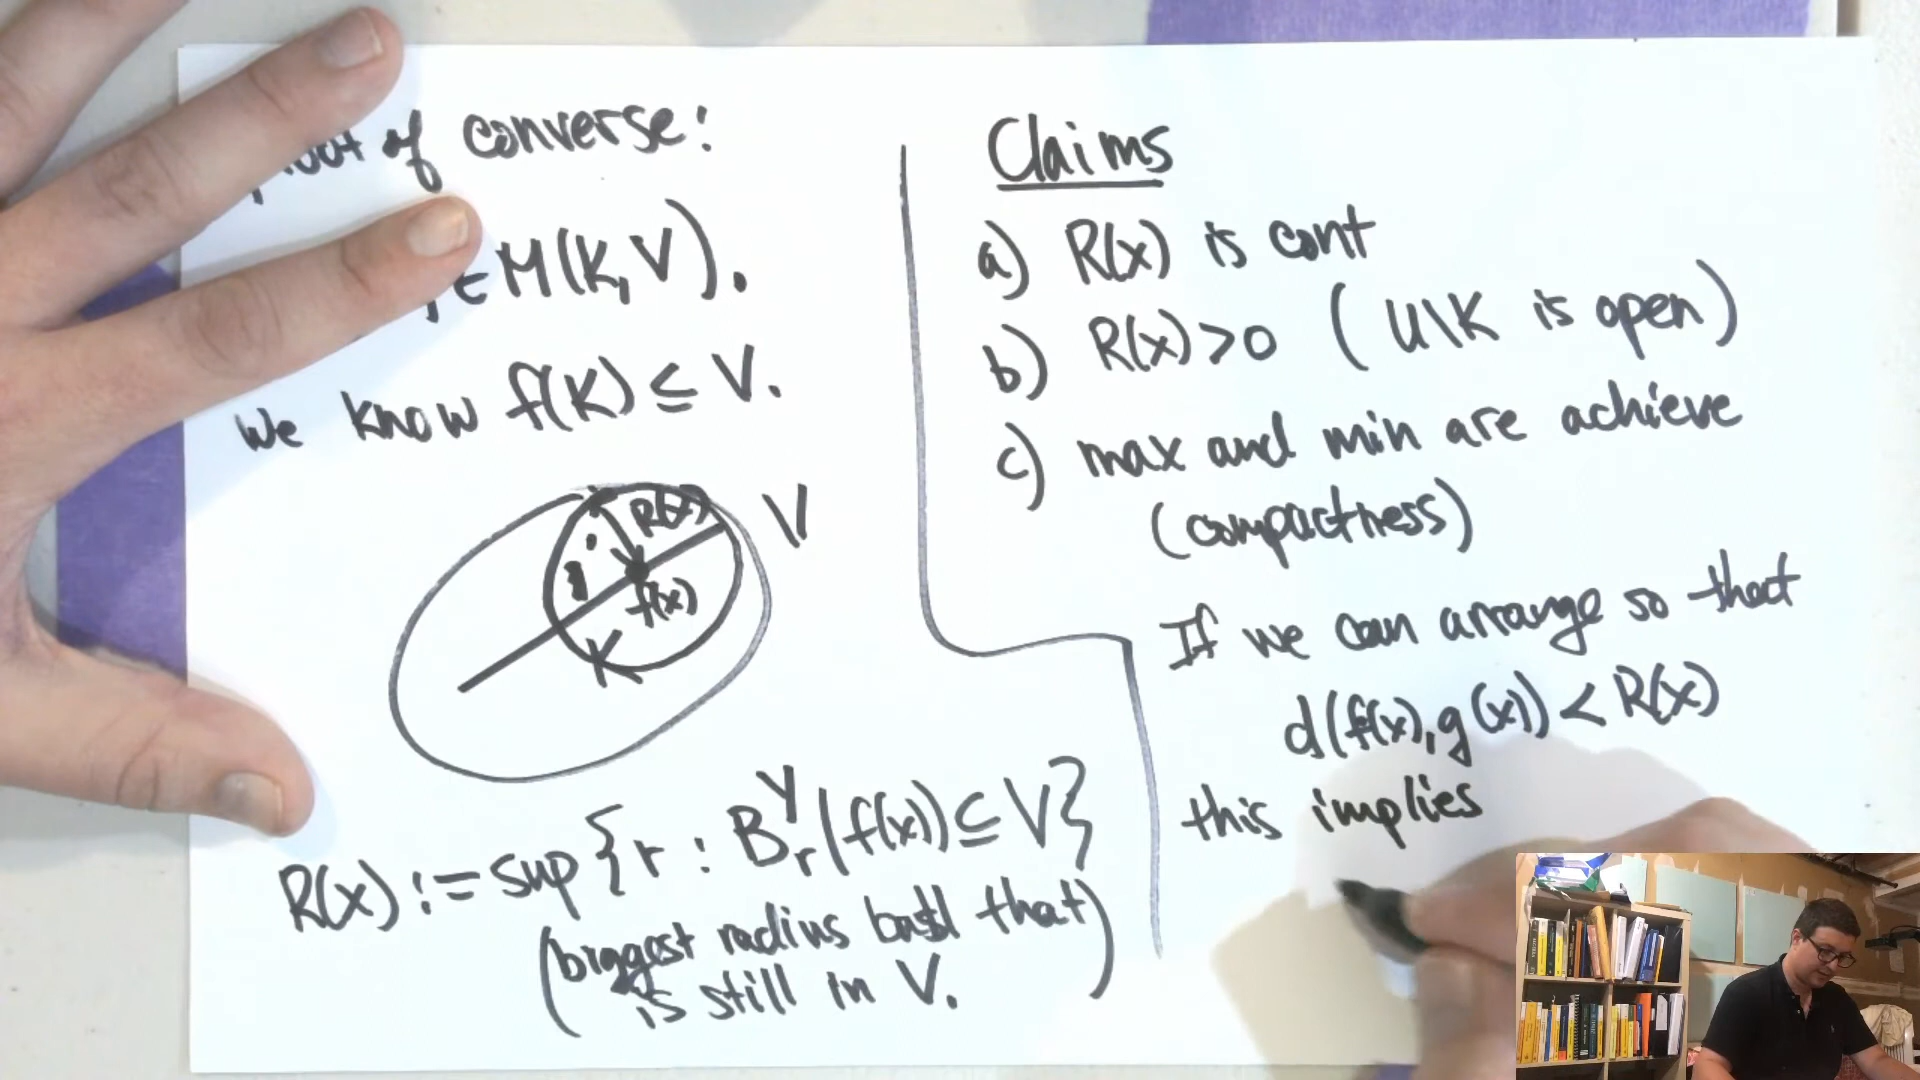 of converse:
∈ M(K,V).
We know f(K) ⊆ V.
R(x)
V
f(x)
K
R(x) := sup { r : B_r^Y (f(x)) ⊆ V }
(biggest radius ball that
is still in V.)
Claims
a) R(x) is cont
b) R(x) > 0 ( U\K is open )
c) max and min are achieve
(compactness)
If we can arrange so that
d(f(x), g(x)) < R(x)
this implies